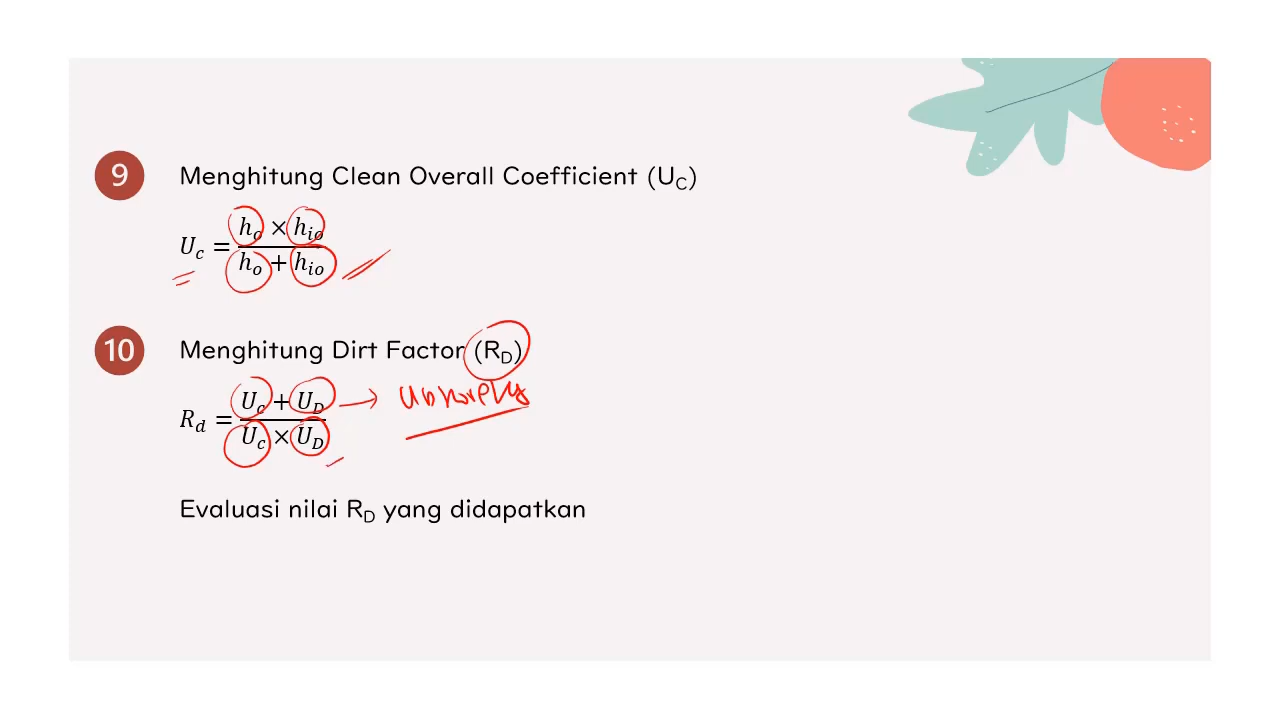 9 Menghitung Clean Overall Coefficient (U_C)
U_c = (h_o × h_io) / (h_o + h_io)
10 Menghitung Dirt Factor (R_D)
R_d = (U_c + U_D) / (U_c × U_D)
Evaluasi nilai R_D yang didapatkan